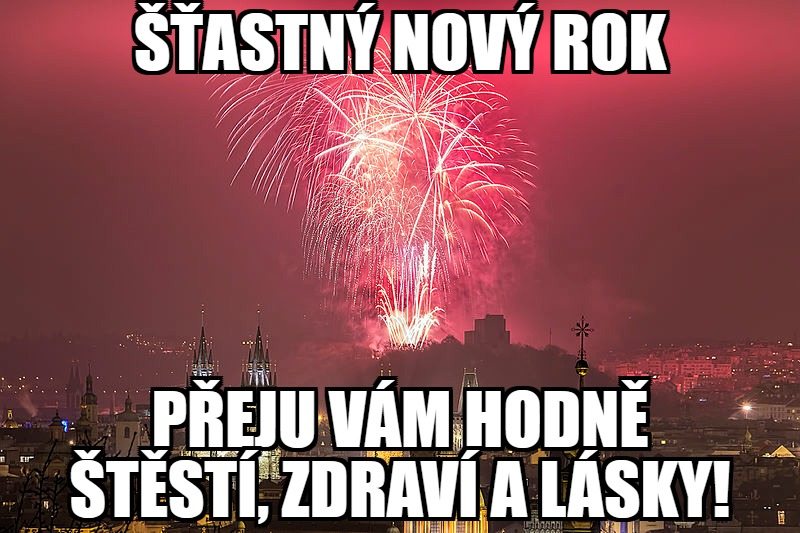 ŠŤASTNÝ NOVÝ ROK
PŘEJU VÁM HODNĚ
ŠTĚSTÍ, ZDRAVÍ A LÁSKY!